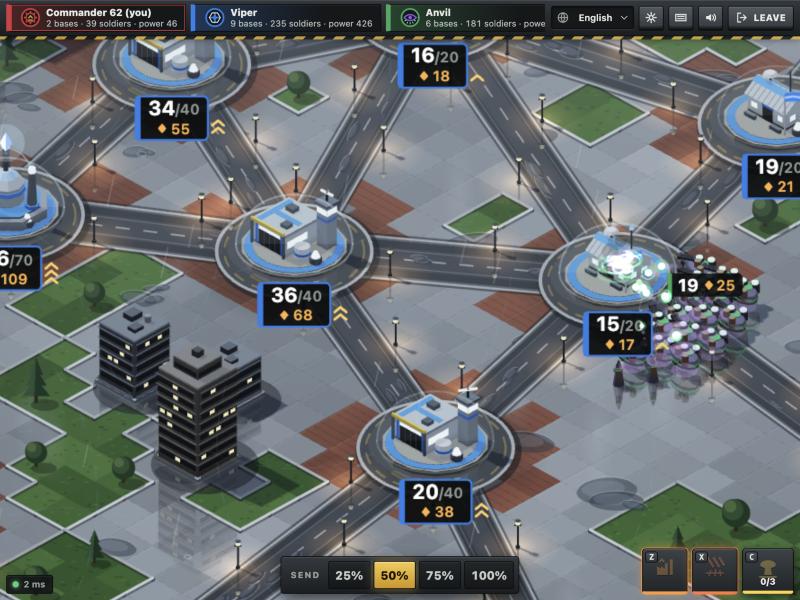 Commander 62 (you)
2 bases · 39 soldiers · power 46
Viper
9 bases · 235 soldiers · power 426
Anvil
6 bases · 181 soldiers · powe
English
LEAVE
16/20
18
34/40
55
19/20
21
6/70
109
36/40
68
19 25
15/20
17
20/40
38
SEND 25% 50% 75% 100%
Z
X
C
0/3
2 ms